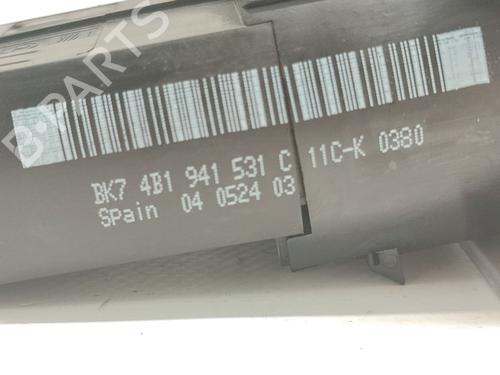 B-PARTS
BK7 4B1 941 531 C 11C-K 0380
Spain 04 0524 03